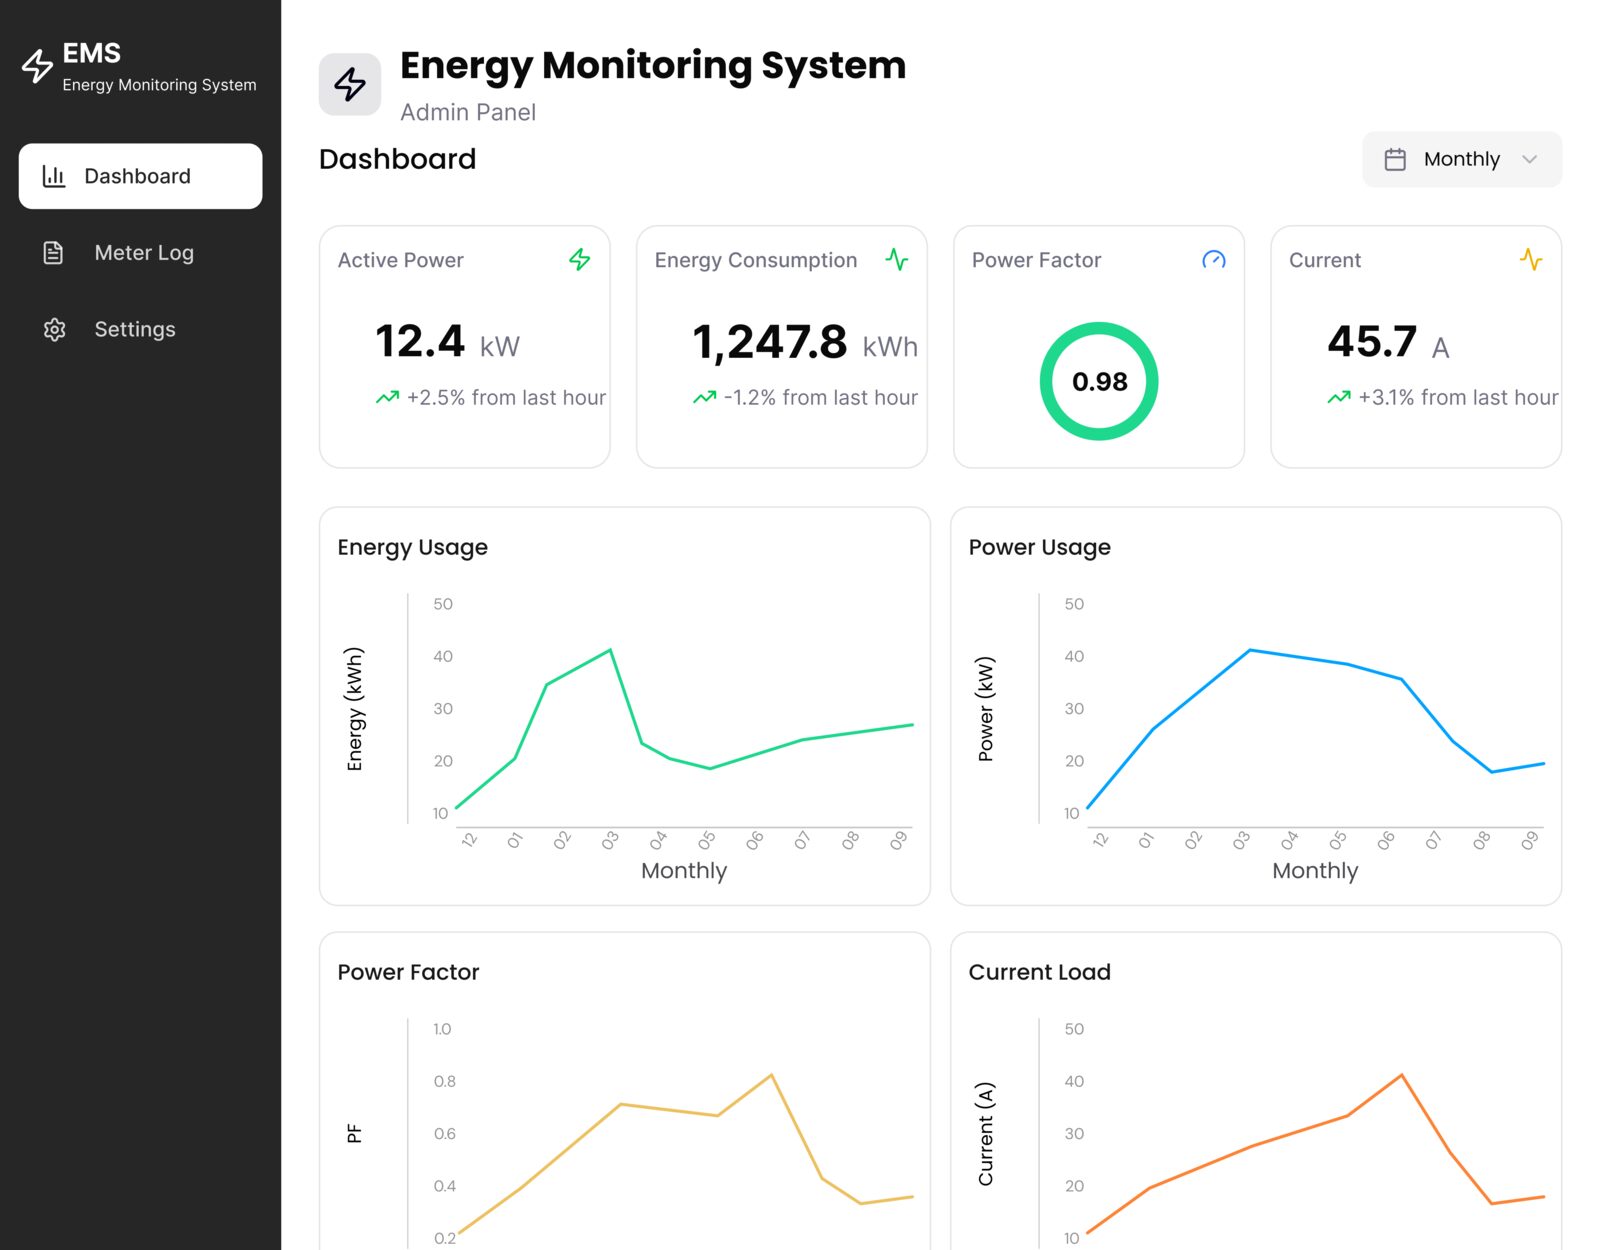 EMS
Energy Monitoring System
Dashboard
Meter Log
Settings
Energy Monitoring System
Admin Panel
Dashboard
Monthly
Active Power
12.4 kW
+2.5% from last hour
Energy Consumption
1,247.8 kWh
-1.2% from last hour
Power Factor
0.98
Current
45.7 A
+3.1% from last hour
Energy Usage
Energy (kWh)
50
40
30
20
10
12 01 02 03 04 05 06 07 08 09
Monthly
Power Usage
Power (kW)
50
40
30
20
10
12 01 02 03 04 05 06 07 08 09
Monthly
Power Factor
PF
1.0
0.8
0.6
0.4
0.2
Current Load
Current (A)
50
40
30
20
10